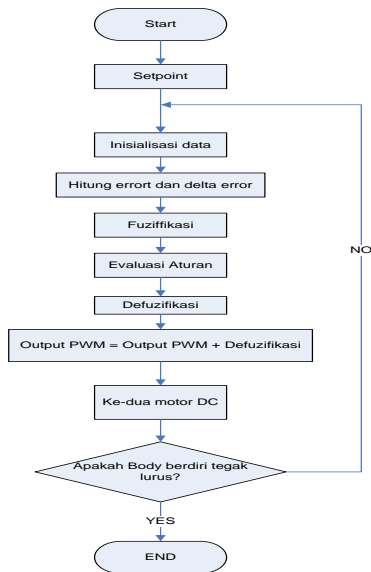 Start
Setpoint
Inisialisasi data
Hitung errort dan delta error
Fuziffikasi
NO
Evaluasi Aturan
Defuzifikasi
Output PWM = Output PWM + Defuzifikasi
Ke-dua motor DC
Apakah Body berdiri tegak
lurus?
YES
END